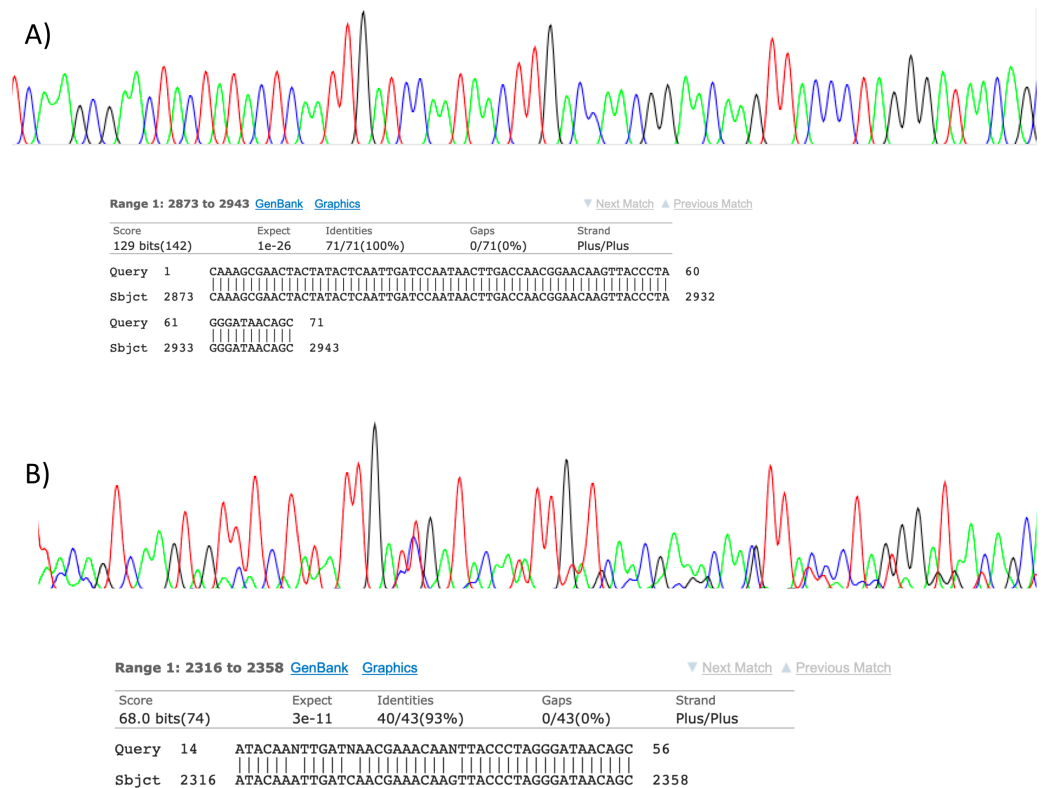 A)
Range 1: 2873 to 2943 GenBank Graphics ▼ Next Match ▲ Previous Match
Score Expect Identities Gaps Strand
129 bits(142) 1e-26 71/71(100%) 0/71(0%) Plus/Plus
Query 1 CAAAGCGAACTACTATACTCAATTGATCCAATAACTTGACCAACGGAACAAGTTACCCTA 60
Sbjct 2873 CAAAGCGAACTACTATACTCAATTGATCCAATAACTTGACCAACGGAACAAGTTACCCTA 2932
Query 61 GGGATAACAGC 71
Sbjct 2933 GGGATAACAGC 2943
B)
Range 1: 2316 to 2358 GenBank Graphics ▼ Next Match ▲ Previous Match
Score Expect Identities Gaps Strand
68.0 bits(74) 3e-11 40/43(93%) 0/43(0%) Plus/Plus
Query 14 ATACAANTTGATNAACGAAACAANTTACCCTAGGGATAACAGC 56
Sbjct 2316 ATACAAATTGATCAACGAAACAAGTTACCCTAGGGATAACAGC 2358